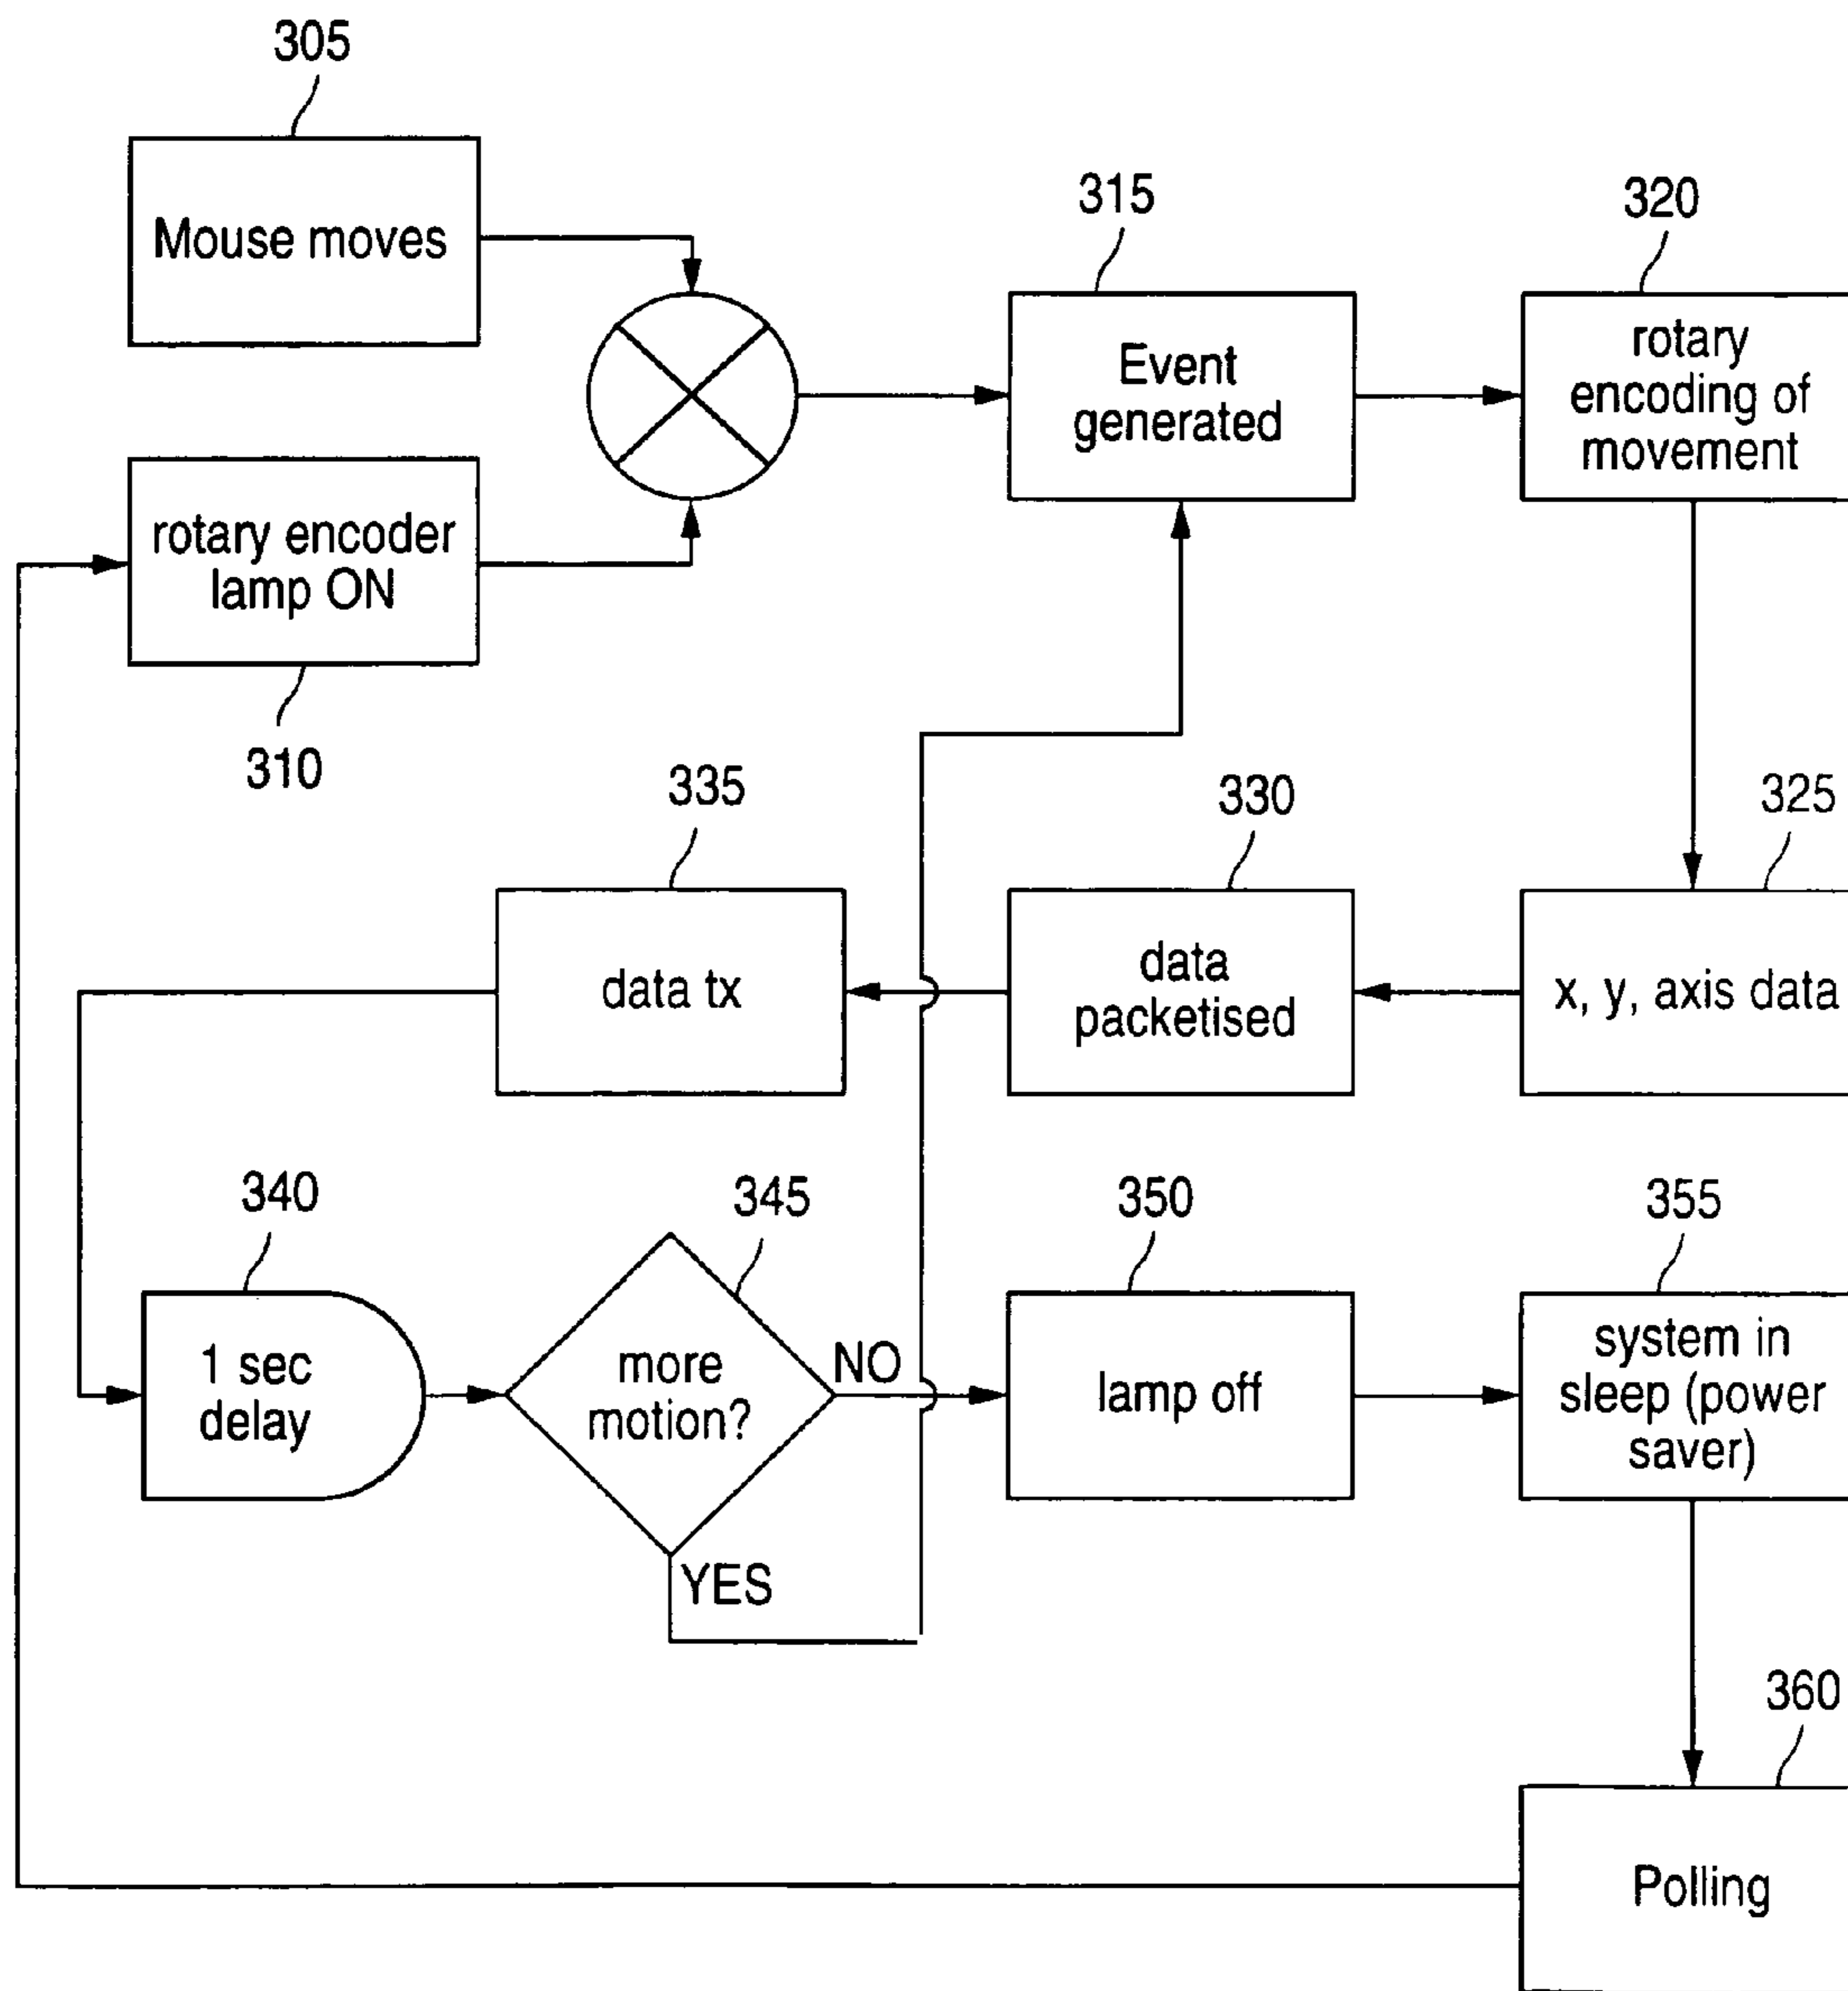 305
Mouse moves
315
Event
generated
320
rotary
encoding of
movement
rotary encoder
lamp ON
310
335
data tx
330
data
packetised
325
x, y, axis data
340
1 sec
delay
345
more
motion?
NO
YES
350
lamp off
355
system in
sleep (power
saver)
360
Polling